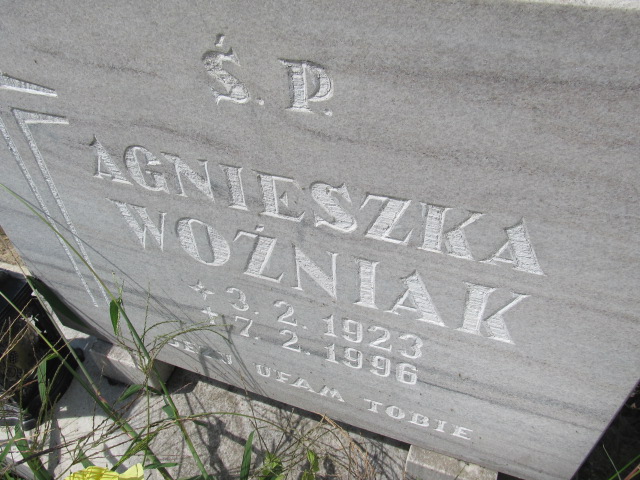 Ś. P.
AGNIESZKA
WOŹNIAK
* 3. 2. 1923
+ 7. 2. 1996
UFAM TOBIE